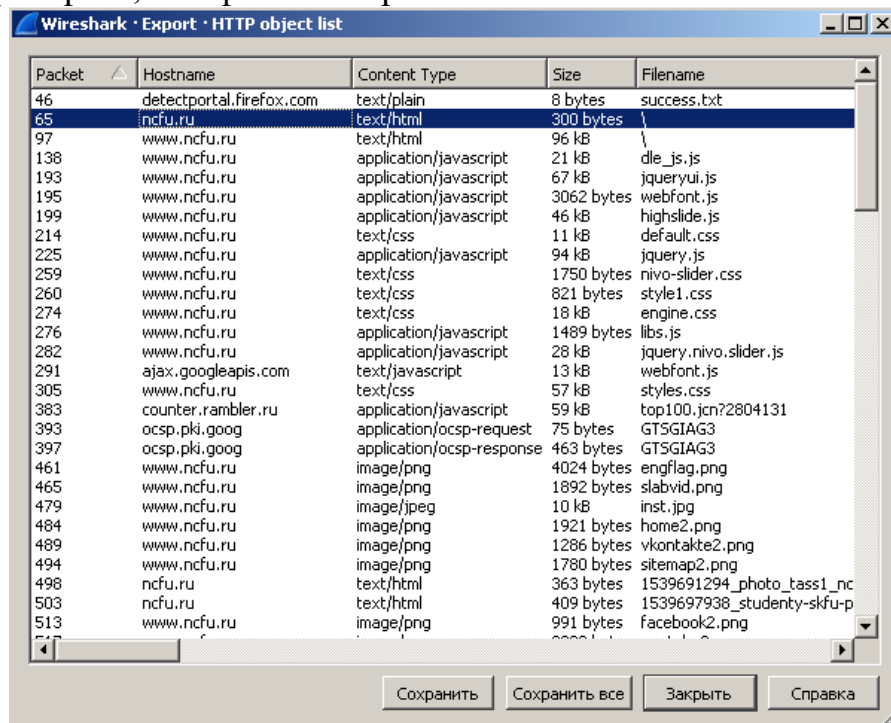 Wireshark · Export · HTTP object list
Packet Hostname Content Type Size Filename
46 detectportal.firefox.com text/plain 8 bytes success.txt
65 ncfu.ru text/html 300 bytes \
97 www.ncfu.ru text/html 96 kB \
138 www.ncfu.ru application/javascript 21 kB dle_js.js
193 www.ncfu.ru application/javascript 67 kB jqueryui.js
195 www.ncfu.ru application/javascript 3062 bytes webfont.js
199 www.ncfu.ru application/javascript 46 kB highslide.js
214 www.ncfu.ru text/css 11 kB default.css
225 www.ncfu.ru application/javascript 94 kB jquery.js
259 www.ncfu.ru text/css 1750 bytes nivo-slider.css
260 www.ncfu.ru text/css 821 bytes style1.css
274 www.ncfu.ru text/css 18 kB engine.css
276 www.ncfu.ru application/javascript 1489 bytes libs.js
282 www.ncfu.ru application/javascript 28 kB jquery.nivo.slider.js
291 ajax.googleapis.com text/javascript 13 kB webfont.js
305 www.ncfu.ru text/css 57 kB styles.css
383 counter.rambler.ru application/javascript 59 kB top100.jcn?2804131
393 ocsp.pki.goog application/ocsp-request 75 bytes GTSGIAG3
397 ocsp.pki.goog application/ocsp-response 463 bytes GTSGIAG3
461 www.ncfu.ru image/png 4024 bytes engflag.png
465 www.ncfu.ru image/png 1892 bytes slabvid.png
479 www.ncfu.ru image/jpeg 10 kB inst.jpg
484 www.ncfu.ru image/png 1921 bytes home2.png
489 www.ncfu.ru image/png 1286 bytes vkontakte2.png
494 www.ncfu.ru image/png 1780 bytes sitemap2.png
498 ncfu.ru text/html 363 bytes 1539691294_photo_tass1_nc
503 ncfu.ru text/html 409 bytes 1539697938_studenty-skfu-p
513 www.ncfu.ru image/png 991 bytes facebook2.png
Сохранить Сохранить все Закрыть Справка